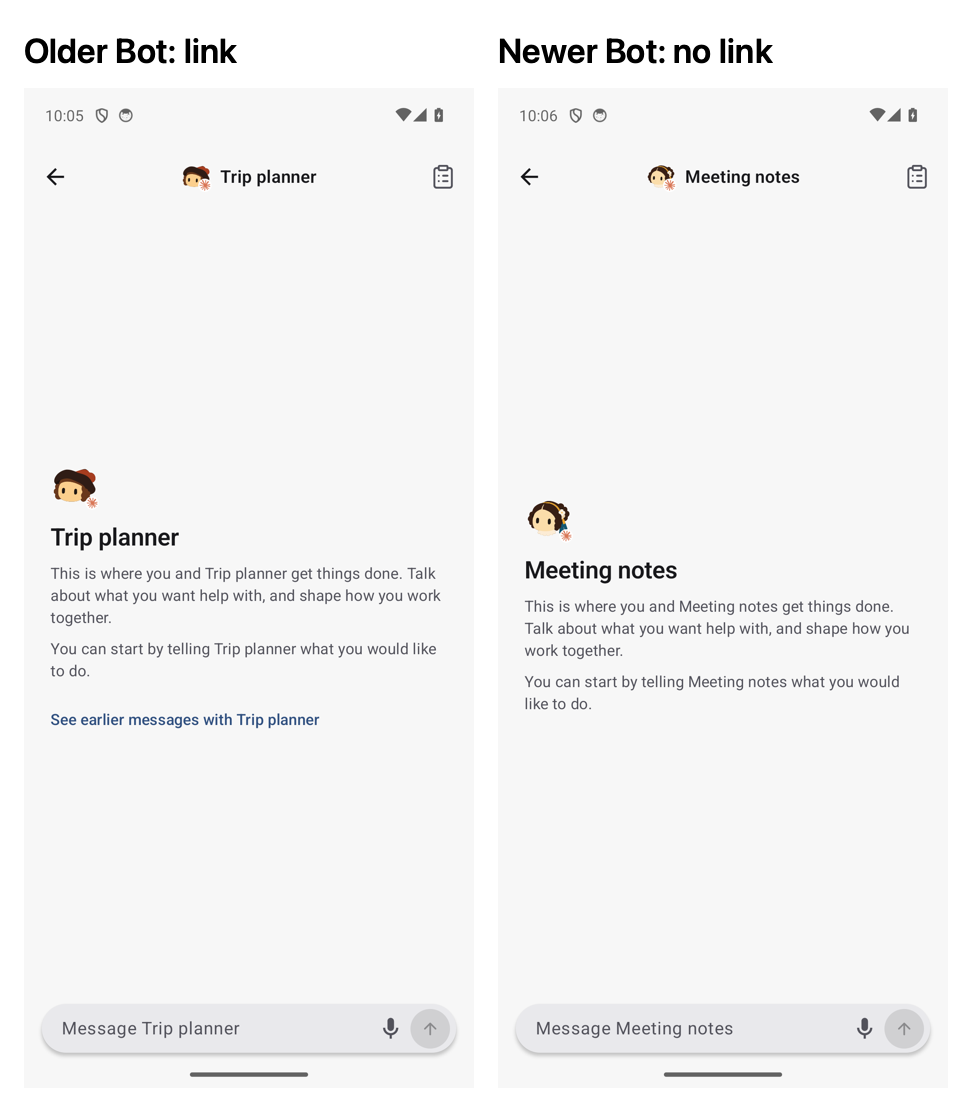 Older Bot: link
10:05
Trip planner
Trip planner
This is where you and Trip planner get things done. Talk
about what you want help with, and shape how you work
together.
You can start by telling Trip planner what you would like
to do.
See earlier messages with Trip planner
Message Trip planner
Newer Bot: no link
10:06
Meeting notes
Meeting notes
This is where you and Meeting notes get things done.
Talk about what you want help with, and shape how you
work together.
You can start by telling Meeting notes what you would
like to do.
Message Meeting notes